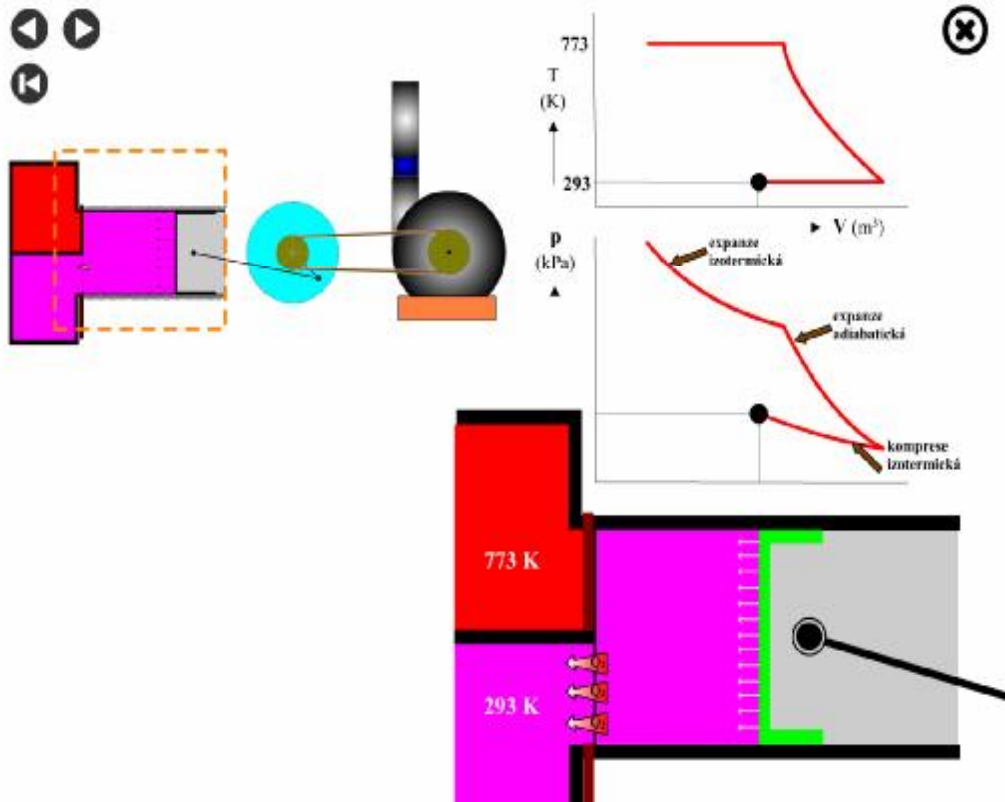 773
T
(K)
293
V (m³)
p
(kPa)
expanze
izotermická
expanze
adiabatická
komprese
izotermická
773 K
293 K